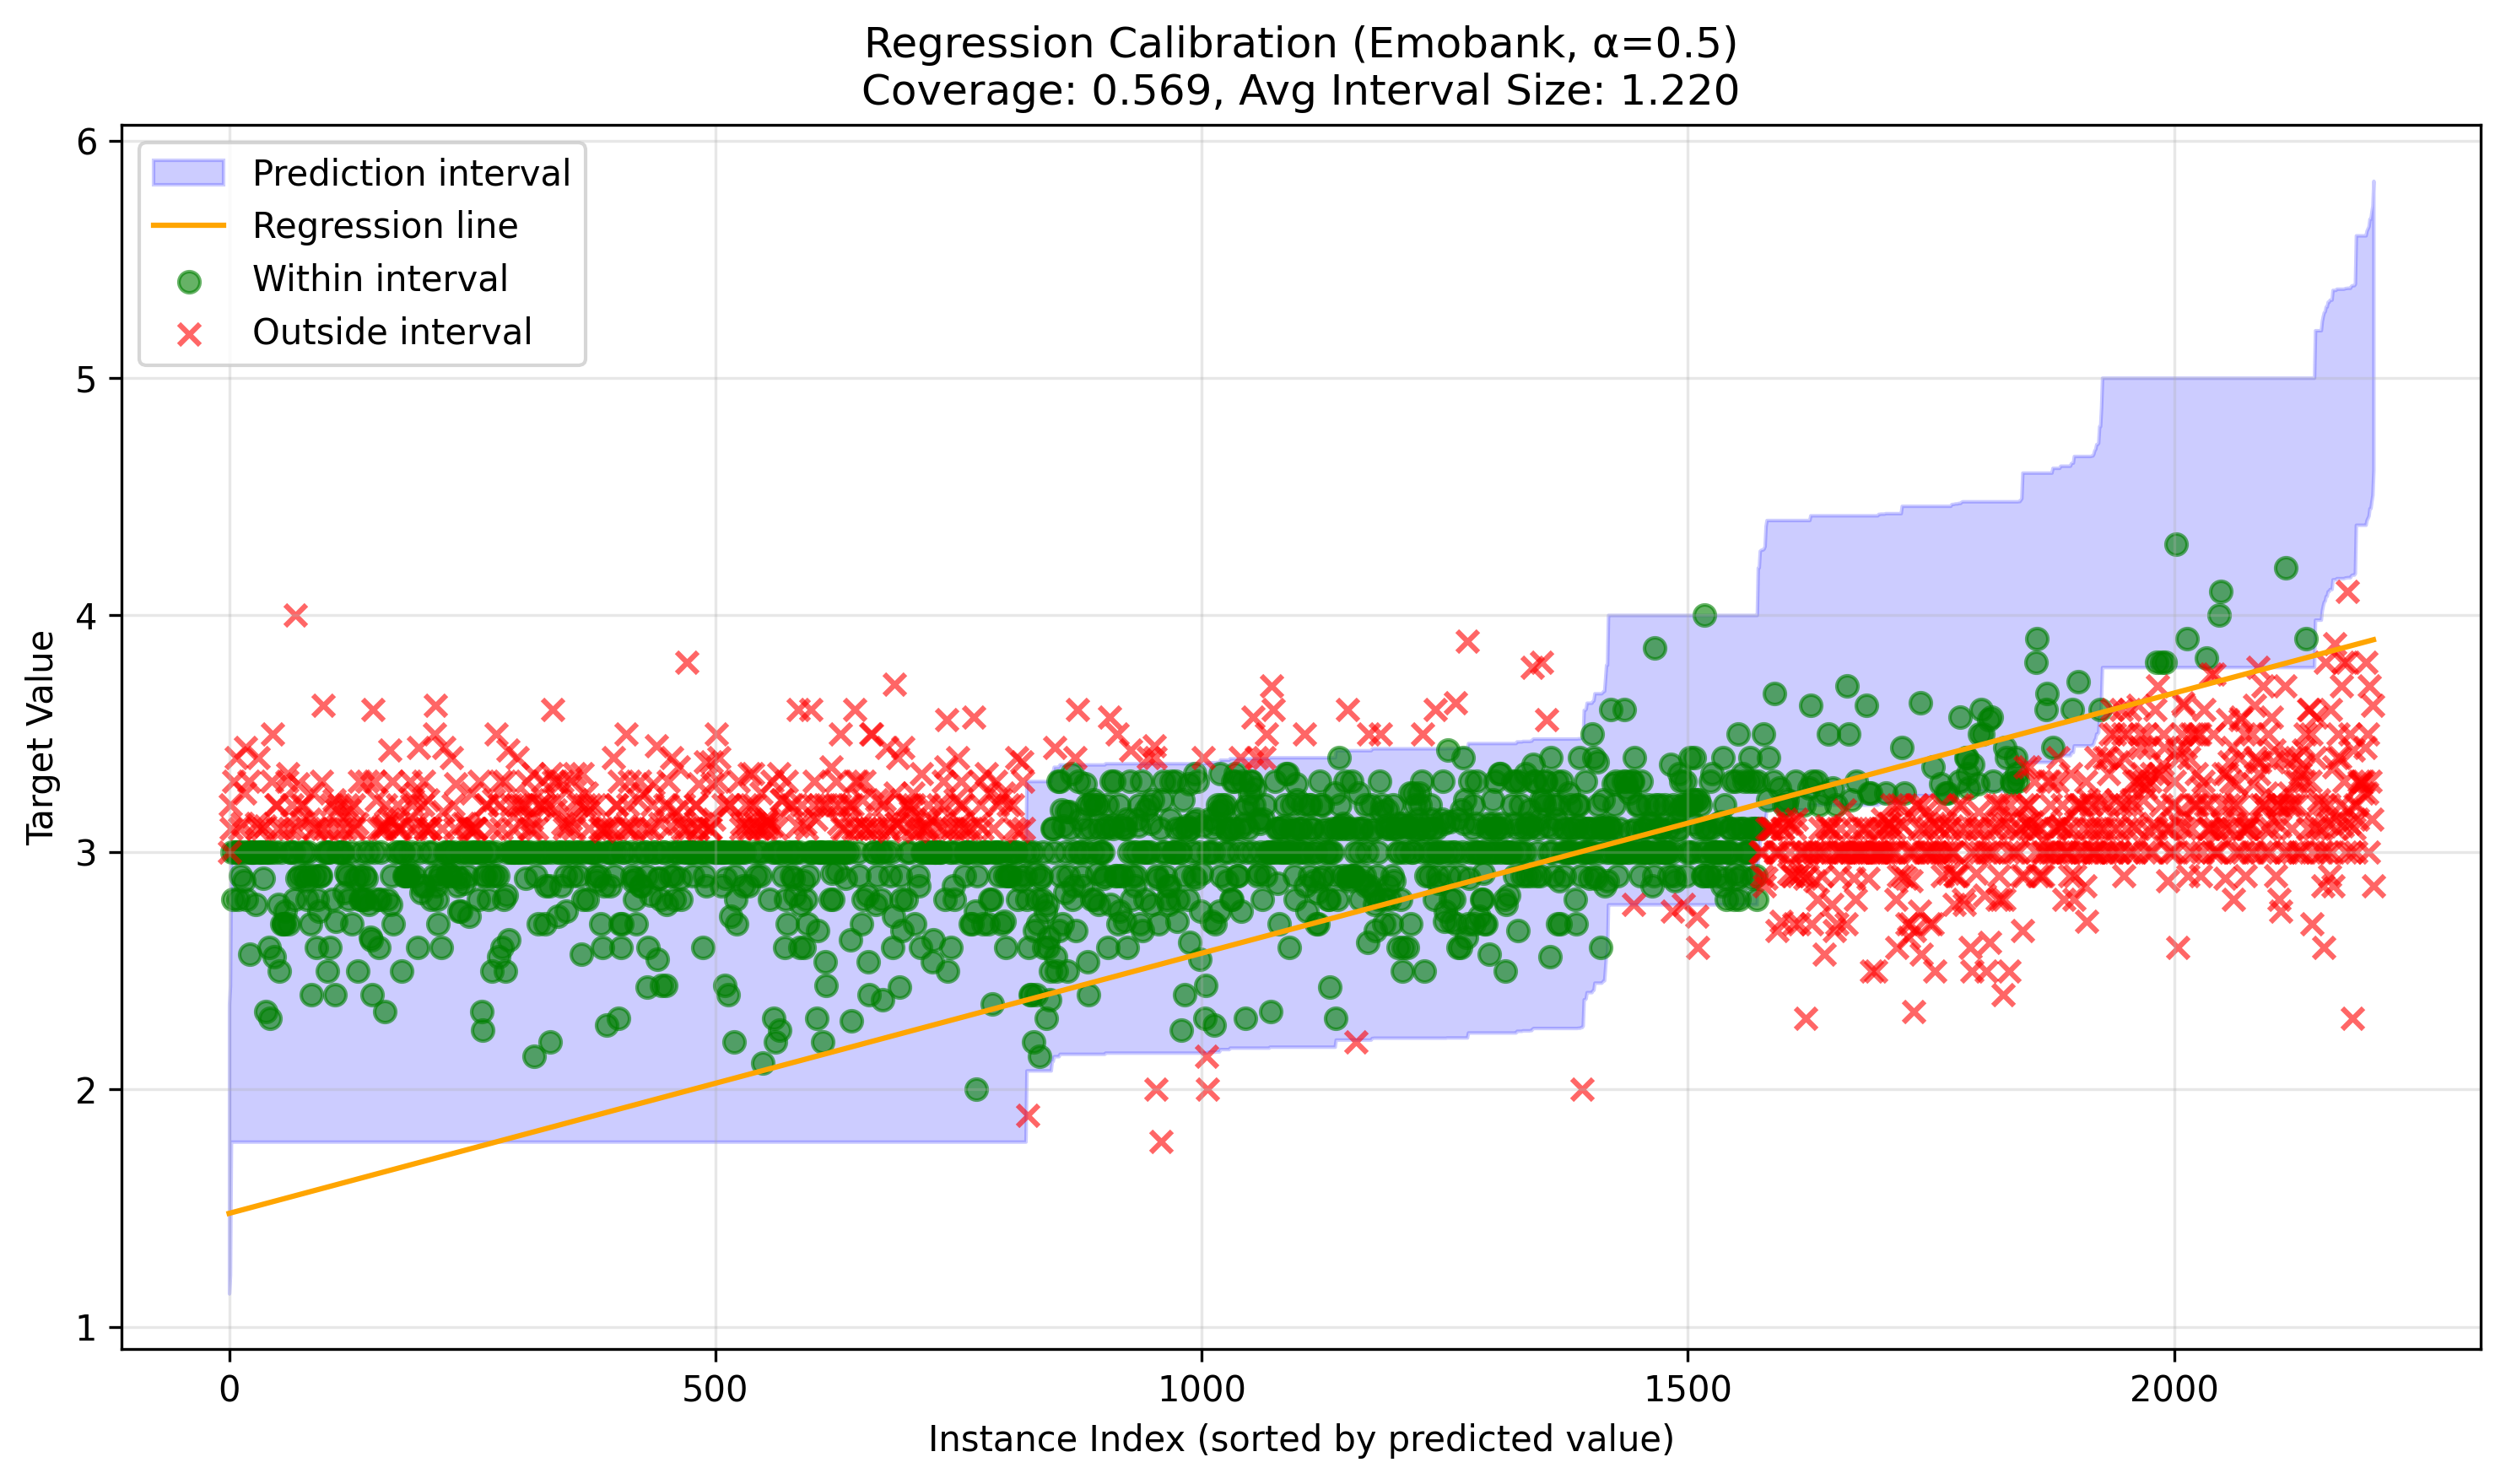 Regression Calibration (Emobank, α=0.5)
Coverage: 0.569, Avg Interval Size: 1.220
Prediction interval
Regression line
Within interval
Outside interval
Target Value
6
5
4
3
2
1
0
500
1000
1500
2000
Instance Index (sorted by predicted value)